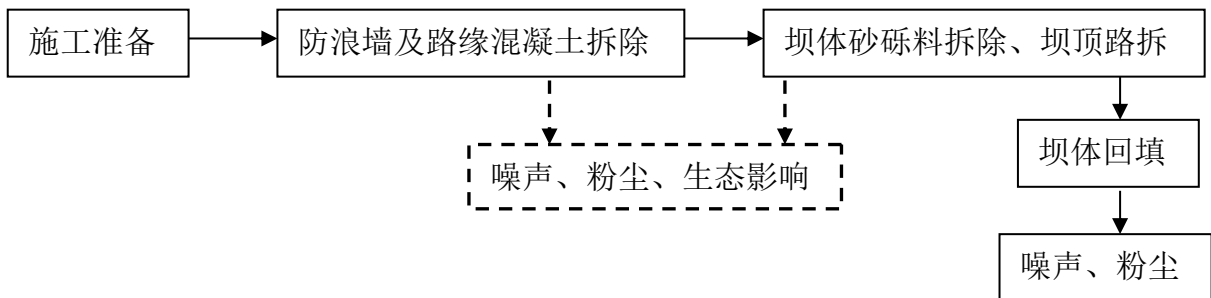 施工准备
防浪墙及路缘混凝土拆除
坝体砂砾料拆除、坝顶路拆
噪声、粉尘、生态影响
坝体回填
噪声、粉尘